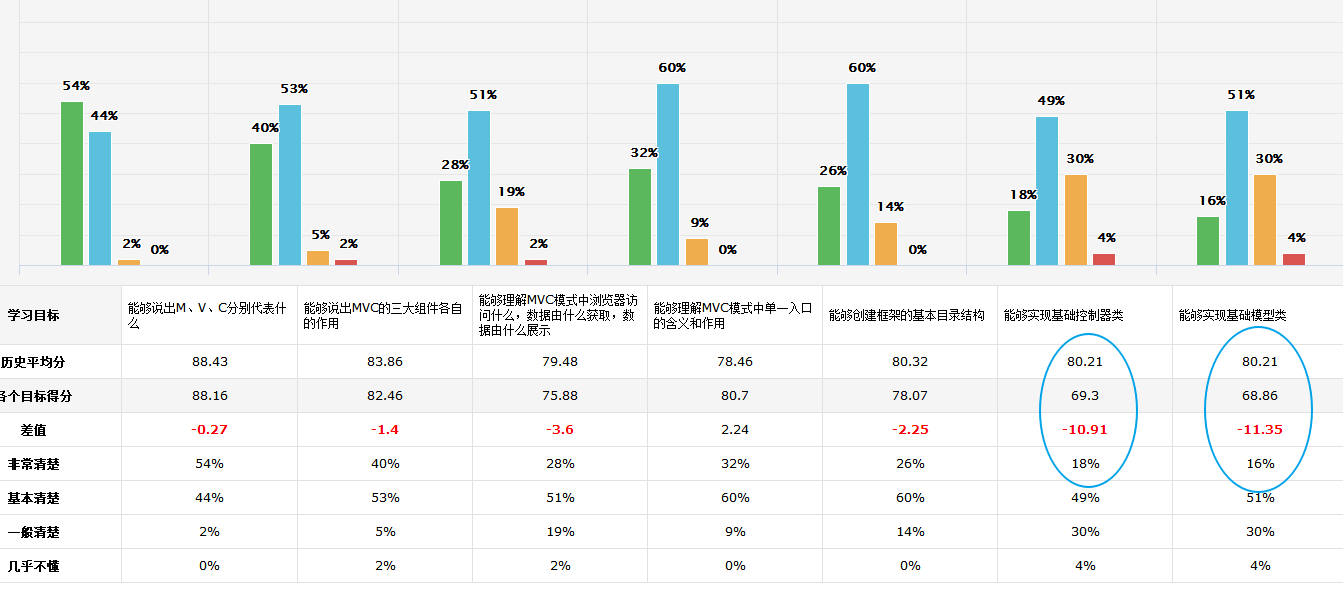 54%
44%
2%
0%
40%
53%
5%
2%
28%
51%
19%
2%
32%
60%
9%
0%
26%
60%
14%
0%
18%
49%
30%
4%
16%
51%
30%
4%
学习目标
能够说出M、V、C分别代表什
么
能够说出MVC的三大组件各自
的作用
能够理解MVC模式中浏览器访
问什么，数据由什么获取，数
据由什么展示
能够理解MVC模式中单一入口
的含义和作用
能够创建框架的基本目录结构
能够实现基础控制器类
能够实现基础模型类
历史平均分 88.43 83.86 79.48 78.46 80.32 80.21 80.21
各个目标得分 88.16 82.46 75.88 80.7 78.07 69.3 68.86
差值 -0.27 -1.4 -3.6 2.24 -2.25 -10.91 -11.35
非常清楚 54% 40% 28% 32% 26% 18% 16%
基本清楚 44% 53% 51% 60% 60% 49% 51%
一般清楚 2% 5% 19% 9% 14% 30% 30%
几乎不懂 0% 2% 2% 0% 0% 4% 4%